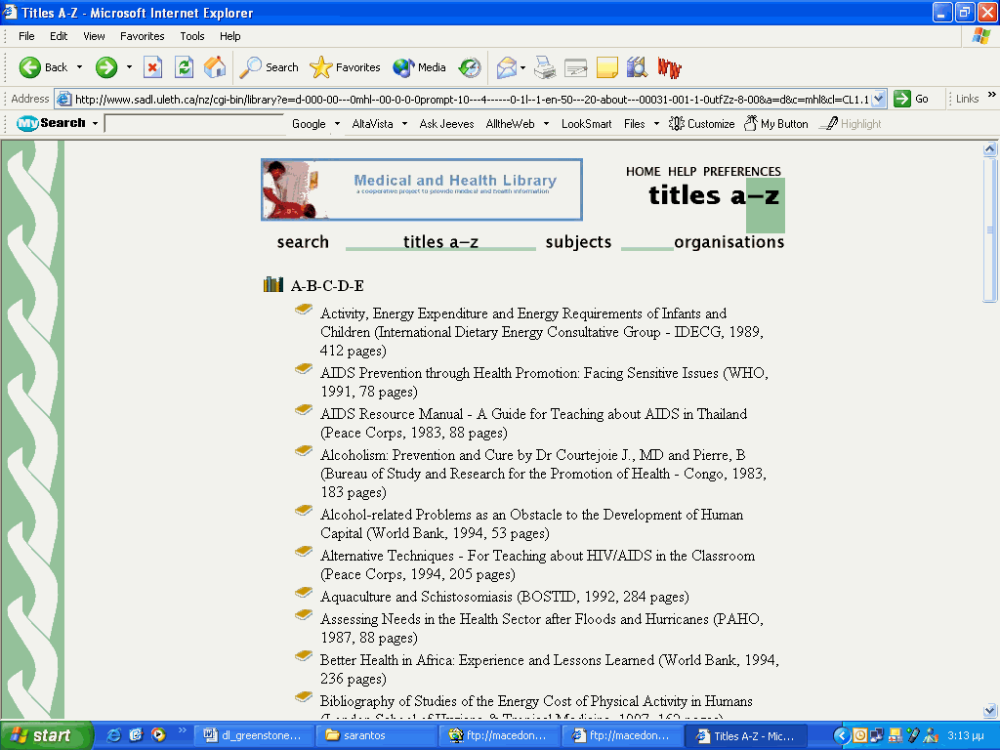 Titles A-Z - Microsoft Internet Explorer
File Edit View Favorites Tools Help
Back Search Favorites Media
Address http://www.sadl.uleth.ca/nz/cgi-bin/library?e=d-000-00---0mhl--00-0-0-0prompt-10---4------0-1l--1-en-50---20-about---00031-001-1-0utfZz-8-00&a=d&c=mhl&cl=CL1.1 Go Links »
MySearch Google AltaVista Ask Jeeves AlltheWeb LookSmart Files Customize My Button Highlight
HOME HELP PREFERENCES
Medical and Health Library
a cooperative project to provide medical and health information
titles a–z
search titles a–z subjects organisations
A-B-C-D-E
Activity, Energy Expenditure and Energy Requirements of Infants and
Children (International Dietary Energy Consultative Group - IDECG, 1989,
412 pages)
AIDS Prevention through Health Promotion: Facing Sensitive Issues (WHO,
1991, 78 pages)
AIDS Resource Manual - A Guide for Teaching about AIDS in Thailand
(Peace Corps, 1983, 88 pages)
Alcoholism: Prevention and Cure by Dr Courtejoie J., MD and Pierre, B
(Bureau of Study and Research for the Promotion of Health - Congo, 1983,
183 pages)
Alcohol-related Problems as an Obstacle to the Development of Human
Capital (World Bank, 1994, 53 pages)
Alternative Techniques - For Teaching about HIV/AIDS in the Classroom
(Peace Corps, 1994, 205 pages)
Aquaculture and Schistosomiasis (BOSTID, 1992, 284 pages)
Assessing Needs in the Health Sector after Floods and Hurricanes (PAHO,
1987, 88 pages)
Better Health in Africa: Experience and Lessons Learned (World Bank, 1994,
236 pages)
Bibliography of Studies of the Energy Cost of Physical Activity in Humans
(London School of Hygiene & Tropical Medicine, 1997, 162 pages)
start » dl_greenstone... sarantos ftp://macedon... ftp://macedon... Titles A-Z - Mic... 3:13 μμ